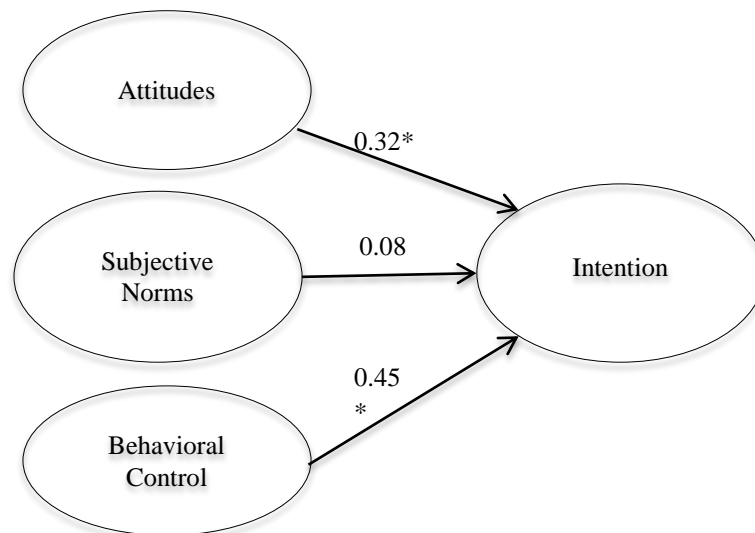 Attitudes
0.32*
Subjective
Norms
0.08
Intention
0.45
*
Behavioral
Control